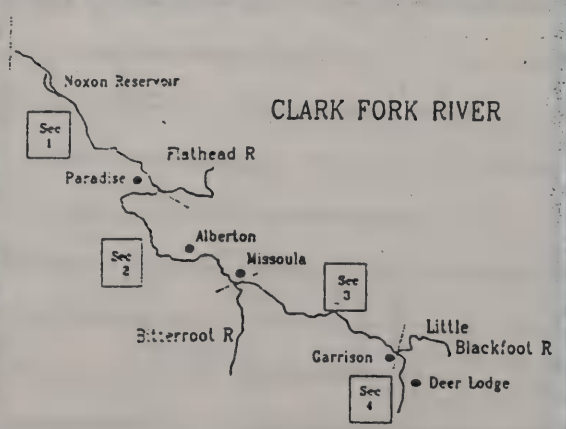 Noxon Reservoir
CLARK FORK RIVER
Sec
1
Flathead R
Paradise
Alberton
Sec
2
Missoula
Sec
3
Bitterroot R
Little
Blackfoot R
Garrison
Deer Lodge
Sec
4